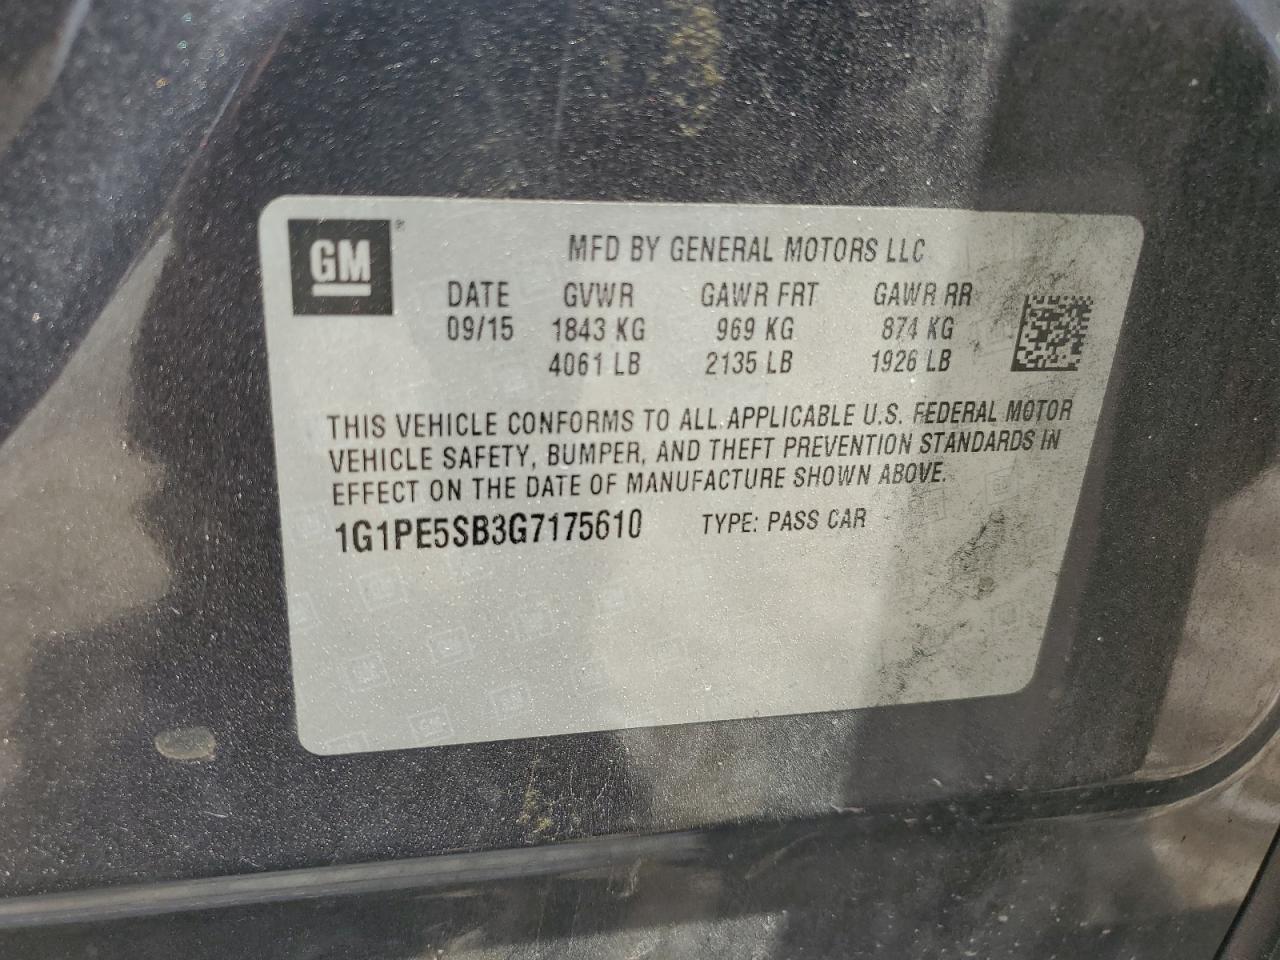 GM®
MFD BY GENERAL MOTORS LLC
DATE GVWR GAWR FRT GAWR RR
09/15 1843 KG 969 KG 874 KG
4061 LB 2135 LB 1926 LB
THIS VEHICLE CONFORMS TO ALL APPLICABLE U.S. FEDERAL MOTOR
VEHICLE SAFETY, BUMPER, AND THEFT PREVENTION STANDARDS IN
EFFECT ON THE DATE OF MANUFACTURE SHOWN ABOVE.
1G1PE5SB3G7175610 TYPE: PASS CAR